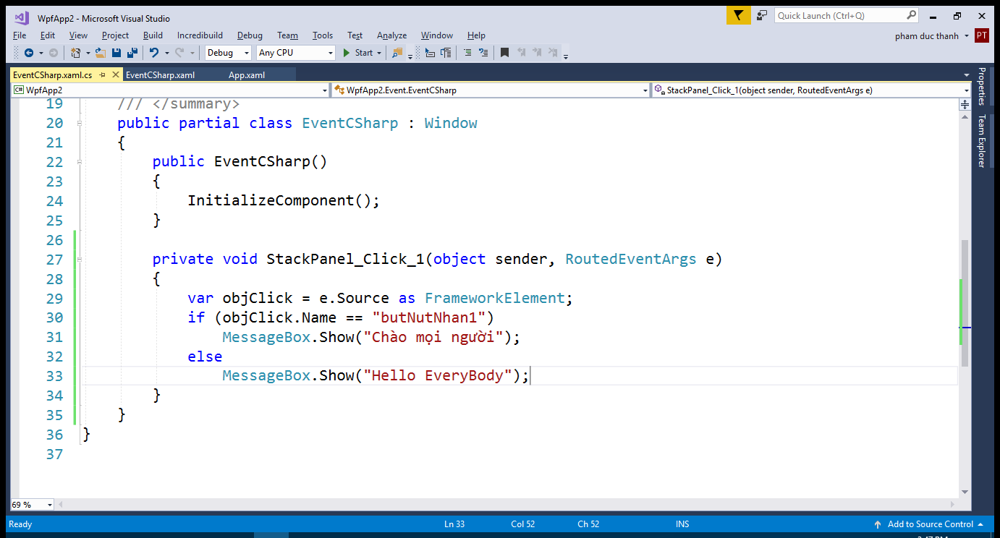 WpfApp2 - Microsoft Visual Studio
Quick Launch (Ctrl+Q)
File Edit View Project Build Incredibuild Debug Team Tools Test Analyze Window Help
pham duc thanh PT
Debug Any CPU Start
EventCSharp.xaml.cs EventCSharp.xaml App.xaml
C# WpfApp2 WpfApp2.Event.EventCSharp StackPanel_Click_1(object sender, RoutedEventArgs e)
Properties
Team Explorer
19 /// </summary>
20 public partial class EventCSharp : Window
21 {
22 public EventCSharp()
23 {
24 InitializeComponent();
25 }
26
27 private void StackPanel_Click_1(object sender, RoutedEventArgs e)
28 {
29 var objClick = e.Source as FrameworkElement;
30 if (objClick.Name == "butNutNhan1")
31 MessageBox.Show("Chào mọi người");
32 else
33 MessageBox.Show("Hello EveryBody");
34 }
35 }
36 }
37
69 %
Ready Ln 33 Col 52 Ch 52 INS Add to Source Control